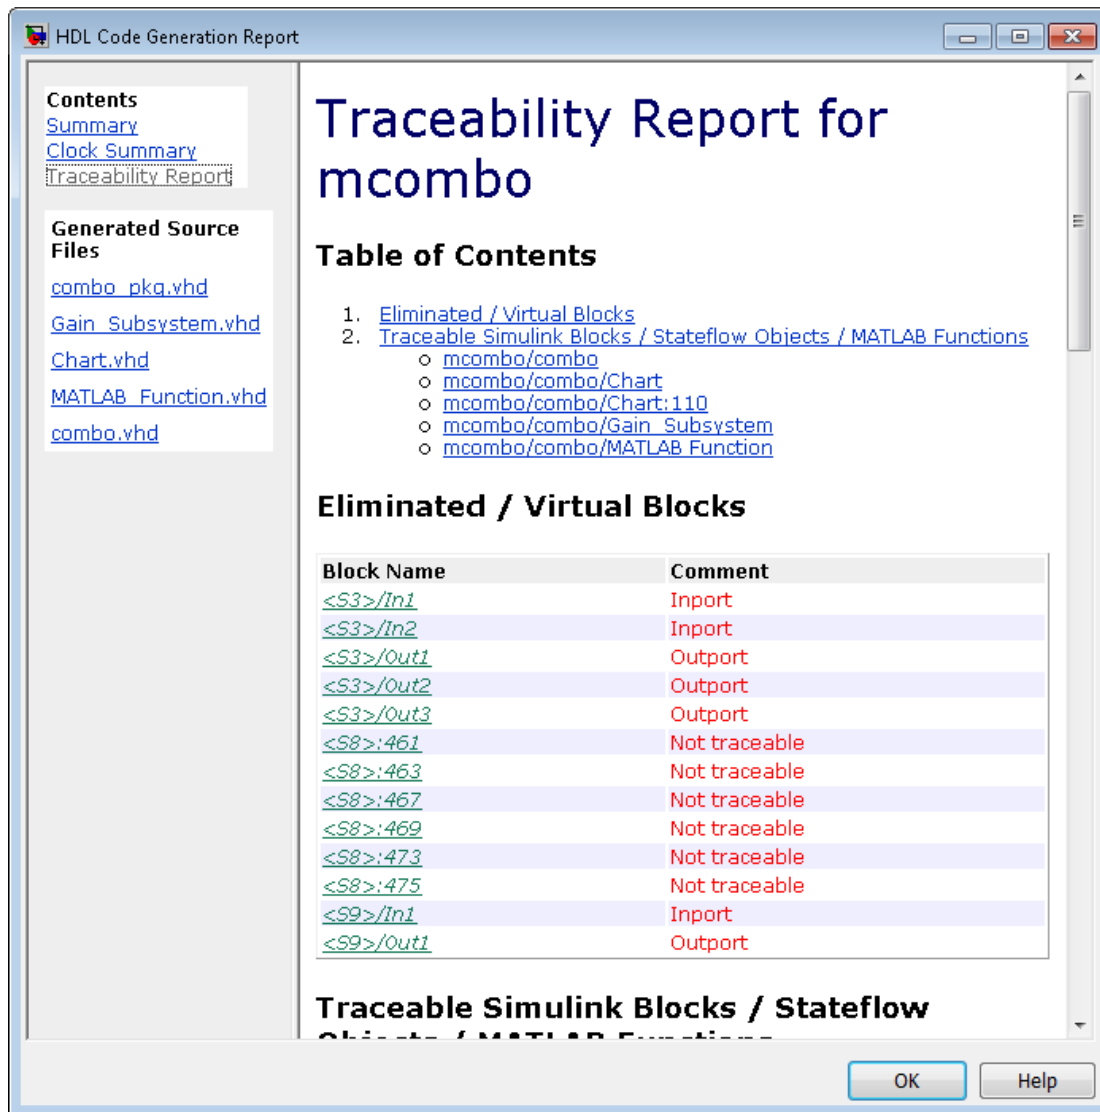 HDL Code Generation Report
Contents
Summary
Clock Summary
Traceability Report
Generated Source
Files
combo_pkg.vhd
Gain_Subsystem.vhd
Chart.vhd
MATLAB_Function.vhd
combo.vhd
Traceability Report for
mcombo
Table of Contents
1. Eliminated / Virtual Blocks
2. Traceable Simulink Blocks / Stateflow Objects / MATLAB Functions
o mcombo/combo
o mcombo/combo/Chart
o mcombo/combo/Chart:110
o mcombo/combo/Gain_Subsystem
o mcombo/combo/MATLAB Function
Eliminated / Virtual Blocks
Block Name Comment
<S3>/In1 Inport
<S3>/In2 Inport
<S3>/Out1 Outport
<S3>/Out2 Outport
<S3>/Out3 Outport
<S8>:461 Not traceable
<S8>:463 Not traceable
<S8>:467 Not traceable
<S8>:469 Not traceable
<S8>:473 Not traceable
<S8>:475 Not traceable
<S9>/In1 Inport
<S9>/Out1 Outport
Traceable Simulink Blocks / Stateflow
Objects / MATLAB Functions
OK Help